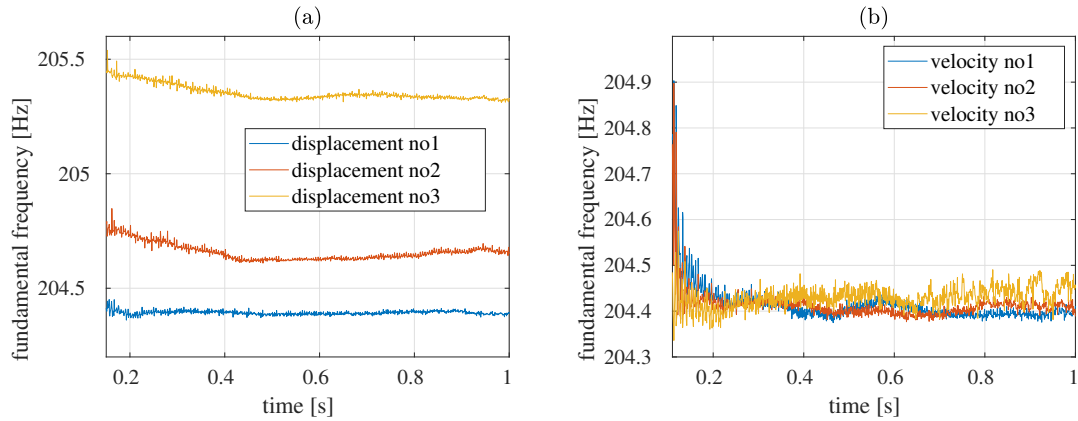 (a)
205.5
205
204.5
fundamental frequency [Hz]
displacement no1
displacement no2
displacement no3
0.2 0.4 0.6 0.8 1
time [s]
(b)
204.9
204.8
204.7
204.6
204.5
204.4
204.3
fundamental frequency [Hz]
velocity no1
velocity no2
velocity no3
0.2 0.4 0.6 0.8 1
time [s]